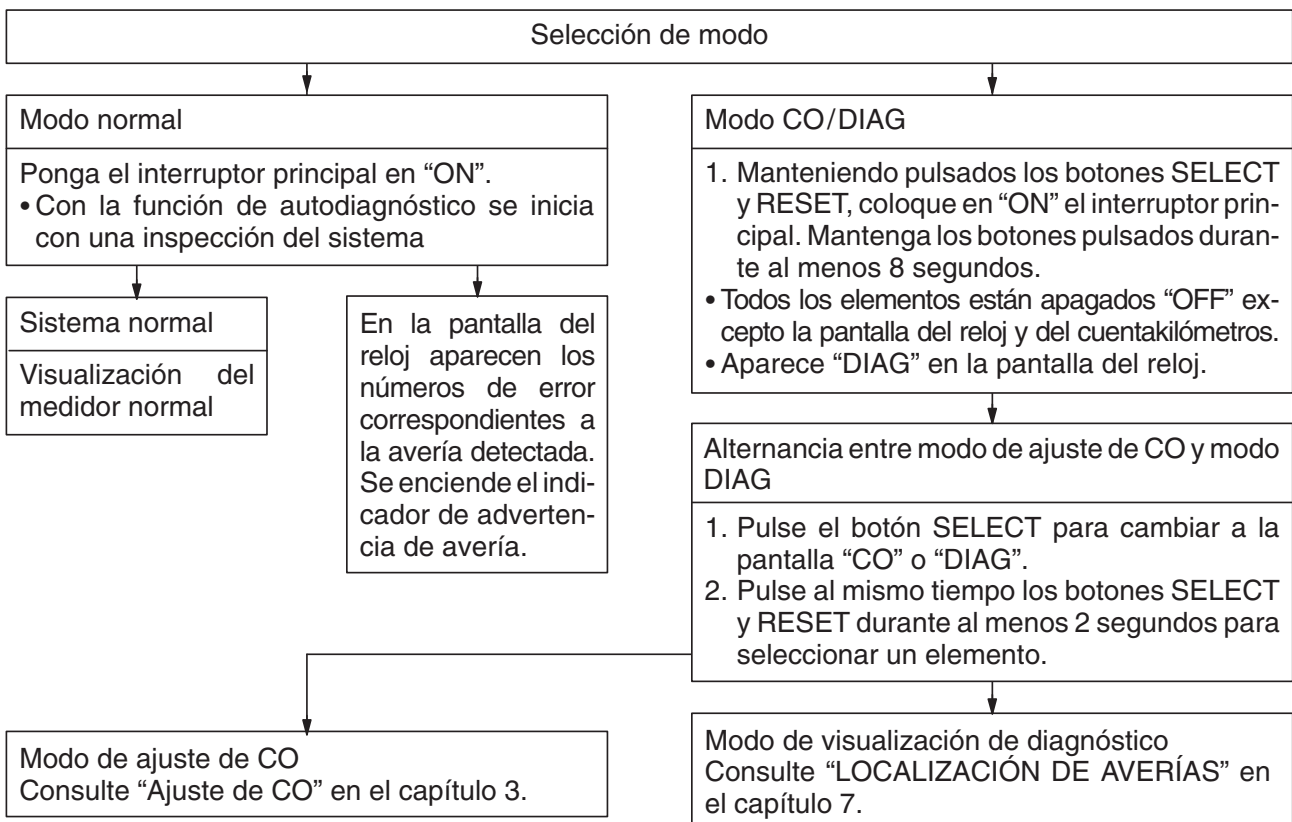 Selección de modo
Modo normal
Ponga el interruptor principal en “ON”.
• Con la función de autodiagnóstico se inicia
con una inspección del sistema
Sistema normal
Visualización del
medidor normal
En la pantalla del
reloj aparecen los
números de error
correspondientes a
la avería detectada.
Se enciende el indi-
cador de adverten-
cia de avería.
Modo CO/DIAG
1. Manteniendo pulsados los botones SELECT
y RESET, coloque en “ON” el interruptor prin-
cipal. Mantenga los botones pulsados duran-
te al menos 8 segundos.
• Todos los elementos están apagados “OFF” ex-
cepto la pantalla del reloj y del cuentakilómetros.
• Aparece “DIAG” en la pantalla del reloj.
Alternancia entre modo de ajuste de CO y modo
DIAG
1. Pulse el botón SELECT para cambiar a la
pantalla “CO” o “DIAG”.
2. Pulse al mismo tiempo los botones SELECT
y RESET durante al menos 2 segundos para
seleccionar un elemento.
Modo de ajuste de CO
Consulte “Ajuste de CO” en el capítulo 3.
Modo de visualización de diagnóstico
Consulte “LOCALIZACIÓN DE AVERÍAS” en
el capítulo 7.